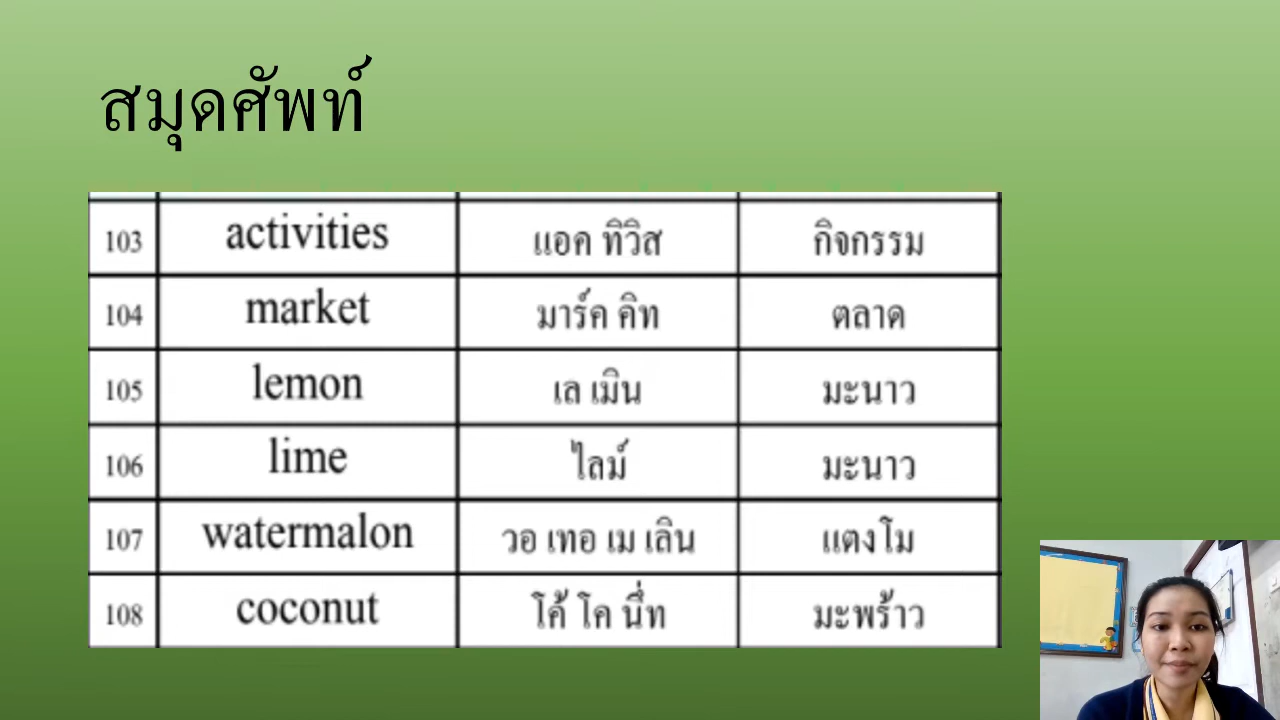 สมุดศัพท์
103 activities แอค ทิวิส กิจกรรม
104 market มาร์ค คิท ตลาด
105 lemon เล เมิน มะนาว
106 lime ไลม์ มะนาว
107 watermalon วอ เทอ เม เลิน แตงโม
108 coconut โค้ โค นึ่ท มะพร้าว